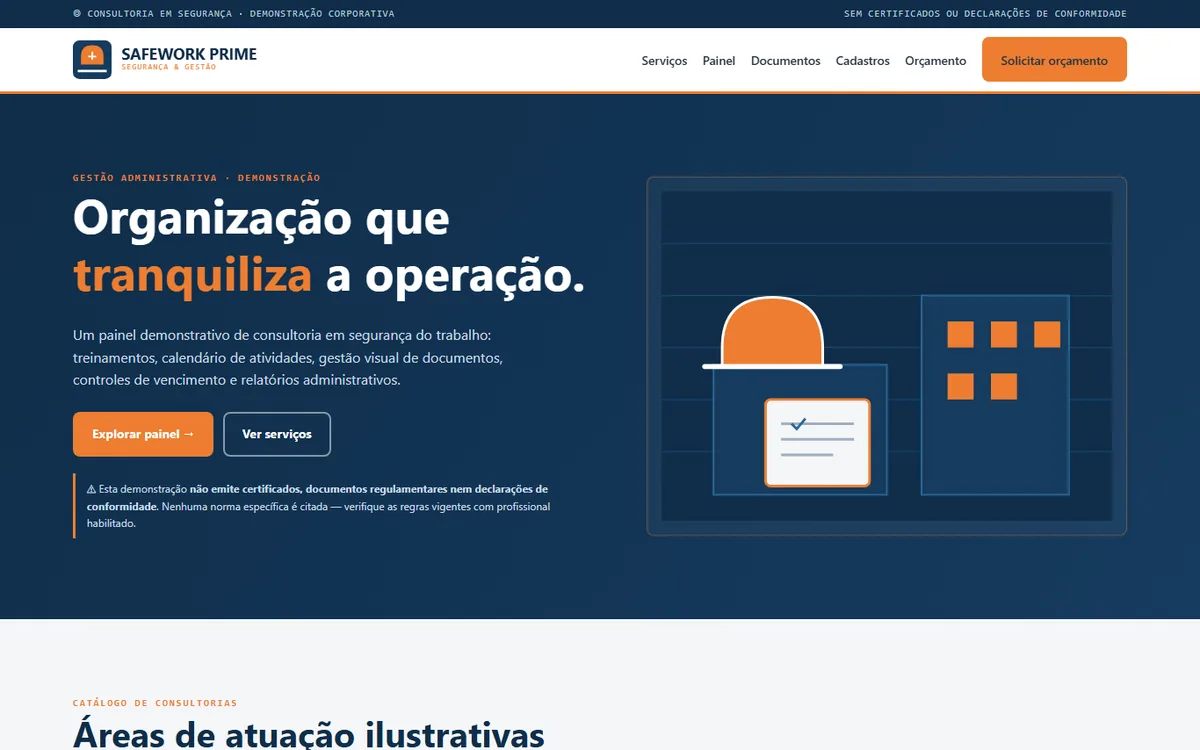 CONSULTORIA EM SEGURANÇA · DEMONSTRAÇÃO CORPORATIVA
SEM CERTIFICADOS OU DECLARAÇÕES DE CONFORMIDADE
SAFEWORK PRIME
SEGURANÇA & GESTÃO
Serviços
Painel
Documentos
Cadastros
Orçamento
Solicitar orçamento
GESTÃO ADMINISTRATIVA · DEMONSTRAÇÃO
Organização que
tranquiliza a operação.
Um painel demonstrativo de consultoria em segurança do trabalho:
treinamentos, calendário de atividades, gestão visual de documentos,
controles de vencimento e relatórios administrativos.
Explorar painel →
Ver serviços
⚠ Esta demonstração não emite certificados, documentos regulamentares nem declarações de
conformidade. Nenhuma norma específica é citada — verifique as regras vigentes com profissional
habilitado.
CATÁLOGO DE CONSULTORIAS
Áreas de atuação ilustrativas